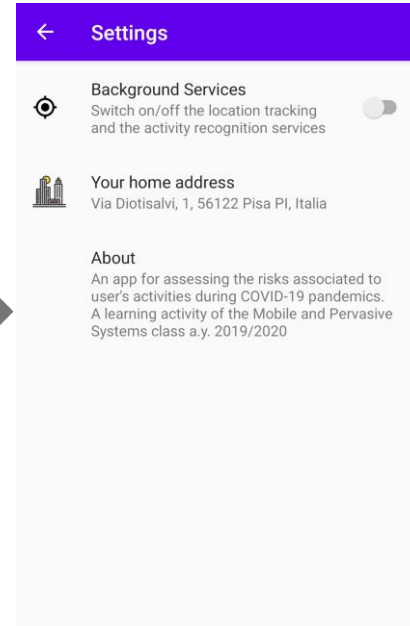 Settings
Background Services
Switch on/off the location tracking
and the activity recognition services
Your home address
Via Diotisalvi, 1, 56122 Pisa PI, Italia
About
An app for assessing the risks associated to
user's activities during COVID-19 pandemics.
A learning activity of the Mobile and Pervasive
Systems class a.y. 2019/2020